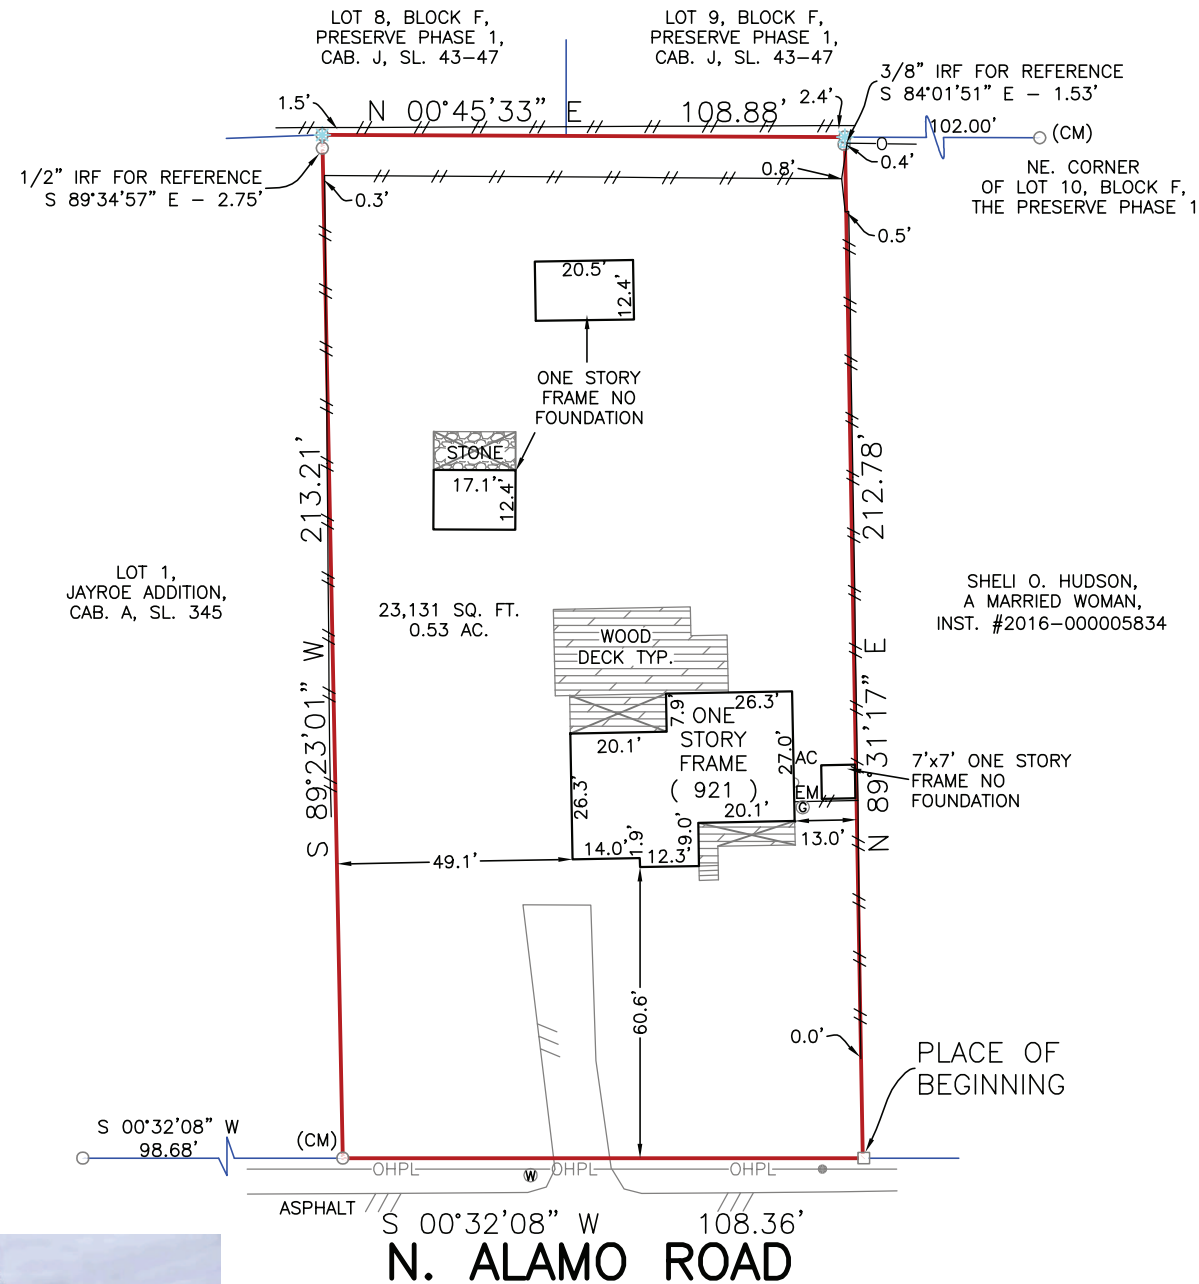 LOT 8, BLOCK F,
PRESERVE PHASE 1,
CAB. J, SL. 43-47
LOT 9, BLOCK F,
PRESERVE PHASE 1,
CAB. J, SL. 43-47
3/8" IRF FOR REFERENCE
S 84°01'51" E - 1.53'
1.5'
N 00°45'33" E 108.88'
2.4'
102.00'
(CM)
0.4'
0.8'
NE. CORNER
OF LOT 10, BLOCK F,
THE PRESERVE PHASE 1
1/2" IRF FOR REFERENCE
S 89°34'57" E - 2.75'
0.3'
0.5'
20.5'
12.4'
ONE STORY
FRAME NO
FOUNDATION
STONE
17.1'
12.4'
S 89°23'01" W 213.21'
N 89°31'17" E 212.78'
LOT 1,
JAYROE ADDITION,
CAB. A, SL. 345
23,131 SQ. FT.
0.53 AC.
SHELI O. HUDSON,
A MARRIED WOMAN,
INST. #2016-000005834
WOOD
DECK TYP.
26.3'
7.9'
ONE
STORY
FRAME
( 921 )
20.1'
27.0'
AC
EM
G
7'x7' ONE STORY
FRAME NO
FOUNDATION
26.3'
20.1'
9.0'
13.0'
14.0'
1.9'
12.3'
49.1'
60.6'
0.0'
PLACE OF
BEGINNING
S 00°32'08" W
98.68'
(CM)
OHPL
OHPL
OHPL
W
ASPHALT
S 00°32'08" W 108.36'
N. ALAMO ROAD